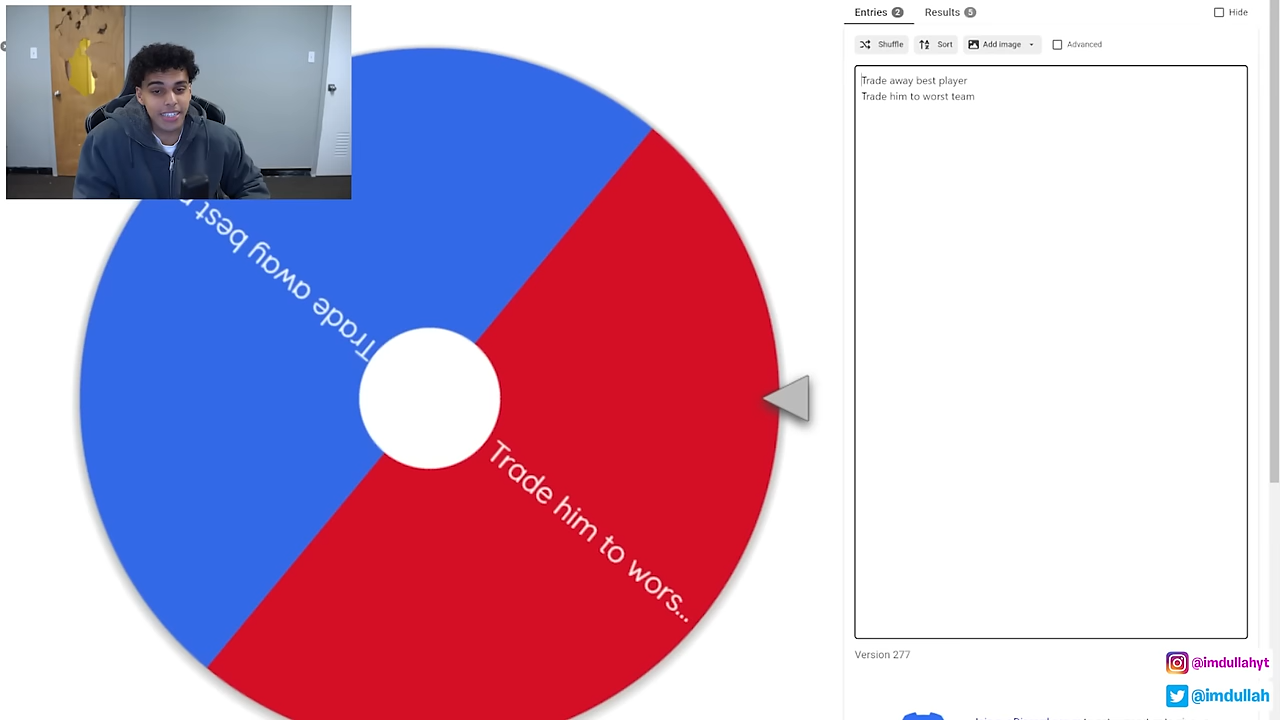 Entries 2 Results 5 Hide
Shuffle Sort Add image Advanced
Trade away best player
Trade him to worst team
Trade away best
Trade him to wors...
Version 277
@imdullahyt
@imdullah